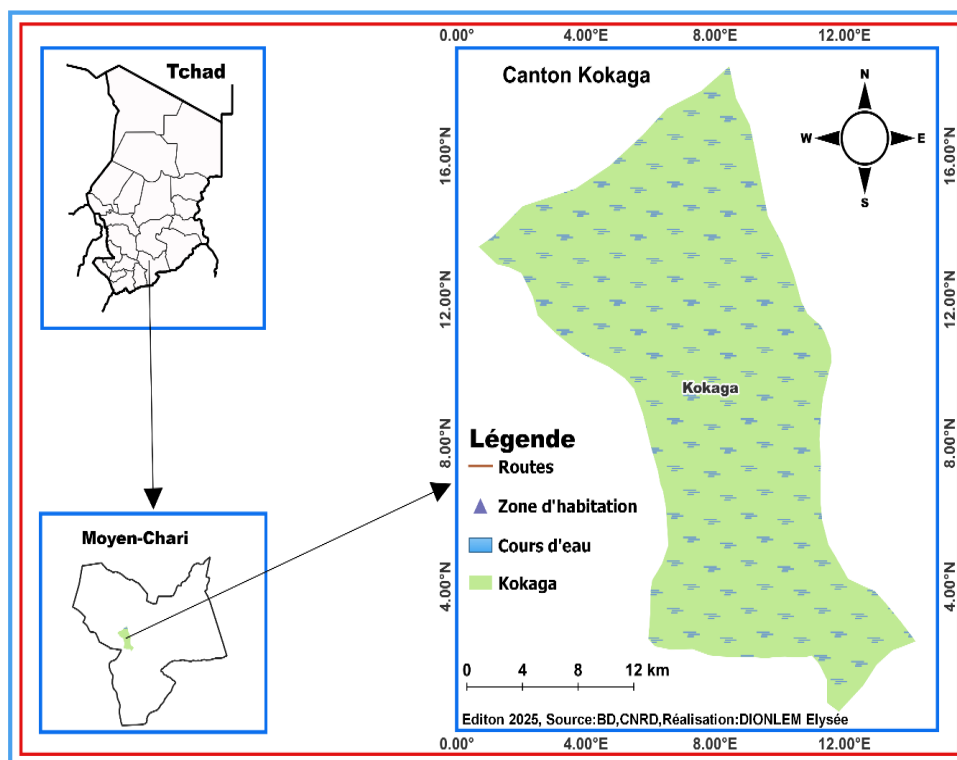 0.00°
4.00°E
8.00°E
12.00°E
Tchad
Canton Kokaga
N
W
E
S
16.00°N
16.00°N
12.00°N
12.00°N
Kokaga
8.00°N
8.00°N
Légende
Routes
Zone d'habitation
Cours d'eau
Kokaga
Moyen-Chari
4.00°N
4.00°N
0
4
8
12 km
Editon 2025, Source:BD,CNRD,Réalisation:DIONLEM Elysée
0.00°
4.00°E
8.00°E
12.00°E